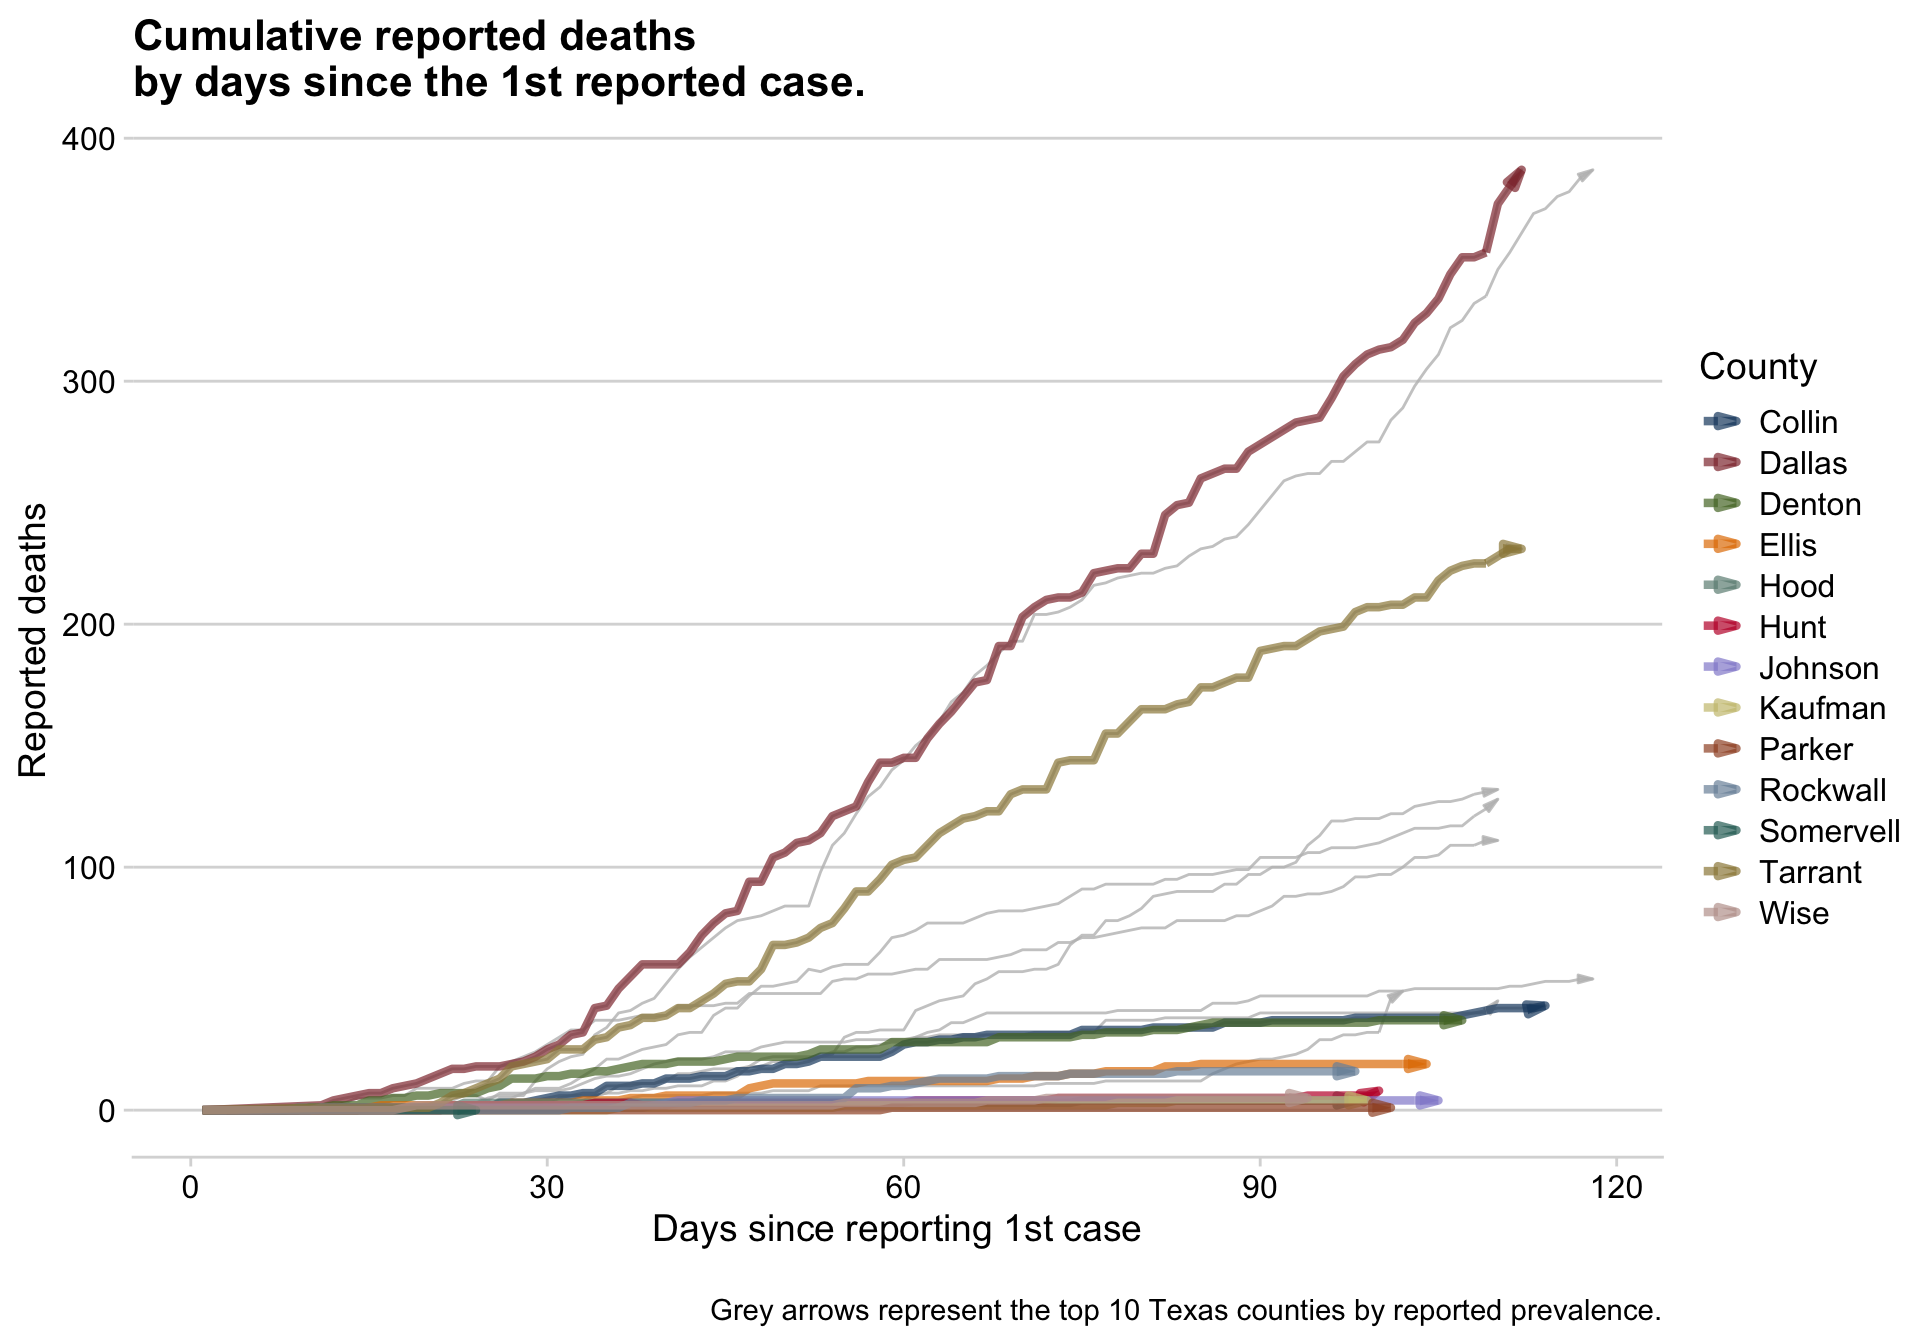 Cumulative reported deaths
by days since the 1st reported case.
400
300
200
100
0
Reported deaths
0 30 60 90 120
Days since reporting 1st case
County
Collin
Dallas
Denton
Ellis
Hood
Hunt
Johnson
Kaufman
Parker
Rockwall
Somervell
Tarrant
Wise
Grey arrows represent the top 10 Texas counties by reported prevalence.